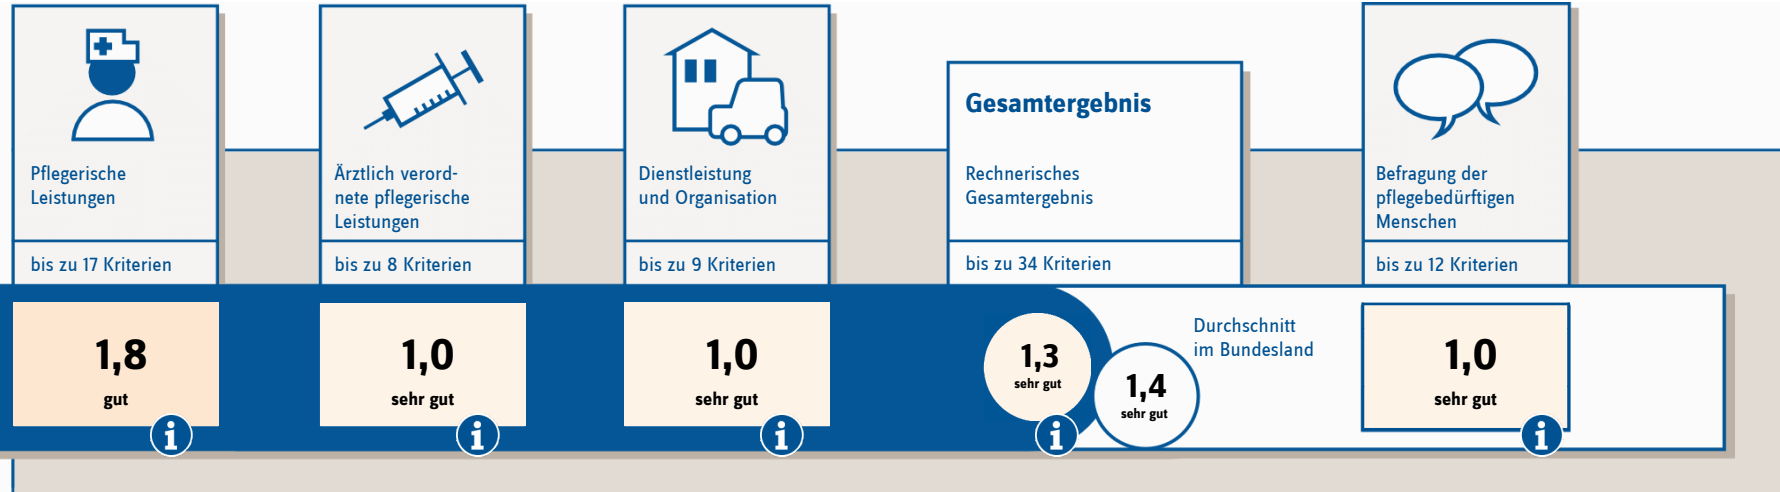 Pflegerische
Leistungen
bis zu 17 Kriterien
1,8
gut
i
Ärztlich verord-
nete pflegerische
Leistungen
bis zu 8 Kriterien
1,0
sehr gut
i
Dienstleistung
und Organisation
bis zu 9 Kriterien
1,0
sehr gut
i
Gesamtergebnis
Rechnerisches
Gesamtergebnis
bis zu 34 Kriterien
1,3
sehr gut
i
Durchschnitt
im Bundesland
1,4
sehr gut
Befragung der
pflegebedürftigen
Menschen
bis zu 12 Kriterien
1,0
sehr gut
i